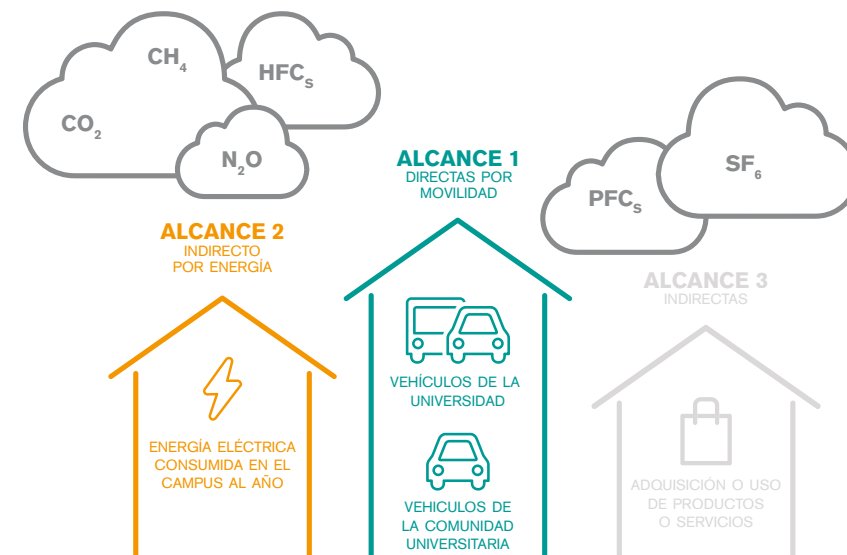 CH₄
HFCₛ
CO₂
N₂O
ALCANCE 1
DIRECTAS POR
MOVILIDAD
SF₆
PFCₛ
ALCANCE 2
INDIRECTO
POR ENERGÍA
ALCANCE 3
INDIRECTAS
VEHÍCULOS DE LA
UNIVERSIDAD
ENERGÍA ELÉCTRICA
CONSUMIDA EN EL
CAMPUS AL AÑO
VEHICULOS DE
LA COMUNIDAD
UNIVERSITARIA
ADQUISICIÓN O USO
DE PRODUCTOS
O SERVICIOS